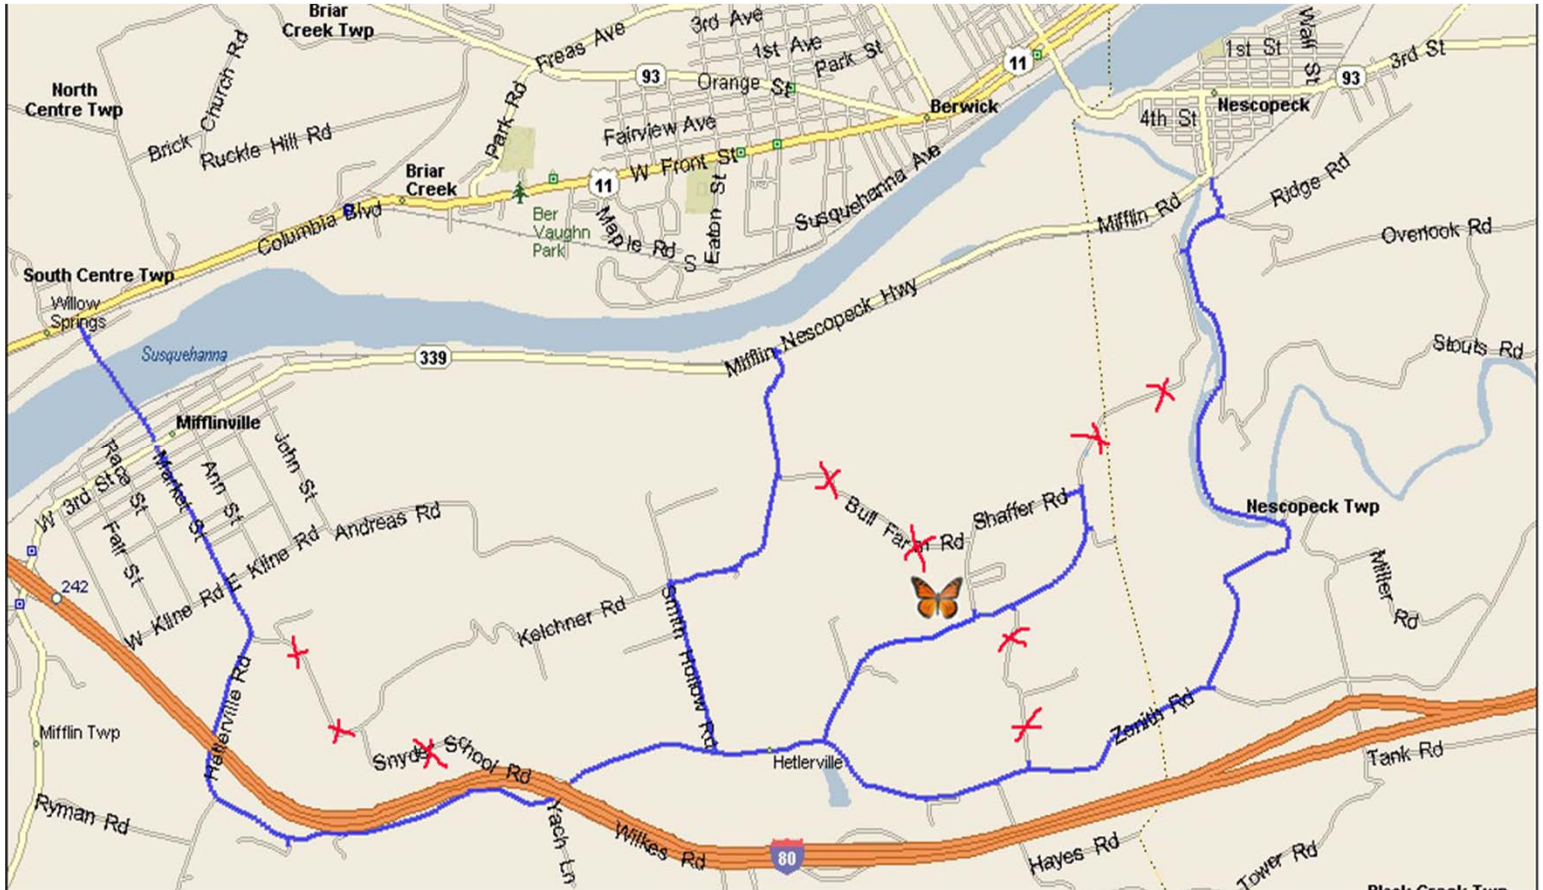 Briar
Creek Twp
3rd Ave
Freas Ave
1st Ave
Park St
11
Wall St
1st St
3rd St
93
93
North
Centre Twp
Church Rd
Brick
Ruckle Hill Rd
Park Rd
Orange St
Berwick
Nescopeck
4th St
Fairview Ave
W Front St
11
Briar
Creek
Columbia Blvd
Ber
Vaughn
Park
Maple Rd
S
Eaton St
Susquehanna Ave
Mifflin Rd
Ridge Rd
Overlook Rd
South Centre Twp
Willow
Springs
Susquehanna
339
Mifflin Nescopeck Hwy
Stouts Rd
Mifflinville
W 3rd St
Race St
Market St
Ann St
John St
Fair St
Andreas Rd
Kline Rd
W Kline Rd
242
Bull Farm Rd
Shaffer Rd
Nescopeck Twp
Miller Rd
Kelchner Rd
Smith Hollow Rd
Hetlerville Rd
Mifflin Twp
Snyder School Rd
Hetlerville
Zenith Rd
Tank Rd
Ryman Rd
Yach Ln
Wilkes Rd
80
Hayes Rd
Tower Rd